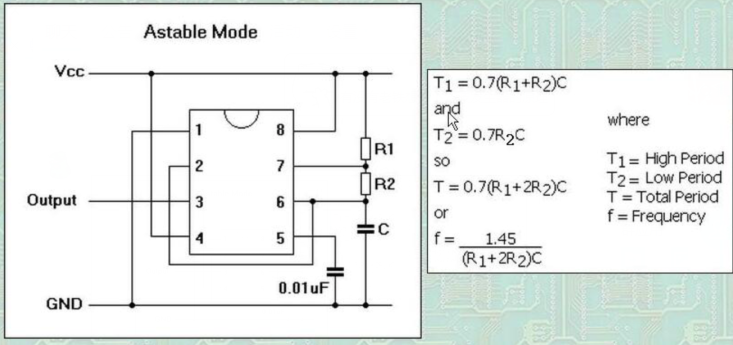 Astable Mode
Vcc
1 8
R1
2 7
R2
Output 3 6
C
4 5
0.01uF
GND
T1 = 0.7(R1+R2)C
and
T2 = 0.7R2C
so
T = 0.7(R1+2R2)C
or
f = 1.45
(R1+2R2)C
where
T1 = High Period
T2 = Low Period
T = Total Period
f = Frequency